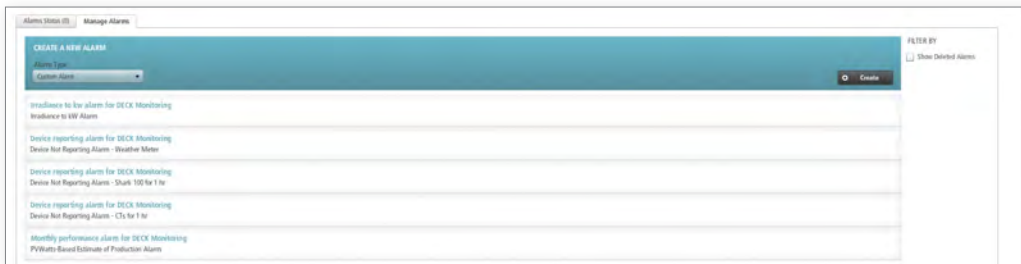 Alarms Status (0)
Manage Alarms
CREATE A NEW ALARM
Alarm Type
Custom Alarm
Create
FILTER BY
Show Deleted Alarms
Irradiance to kw alarm for DECK Monitoring
Irradiance to kW Alarm
Device reporting alarm for DECK Monitoring
Device Not Reporting Alarm - Weather Meter
Device reporting alarm for DECK Monitoring
Device Not Reporting Alarm - Shark 100 for 1 hr
Device reporting alarm for DECK Monitoring
Device Not Reporting Alarm - CTs for 1 hr
Monthly performance alarm for DECK Monitoring
PVWatts-Based Estimate of Production Alarm